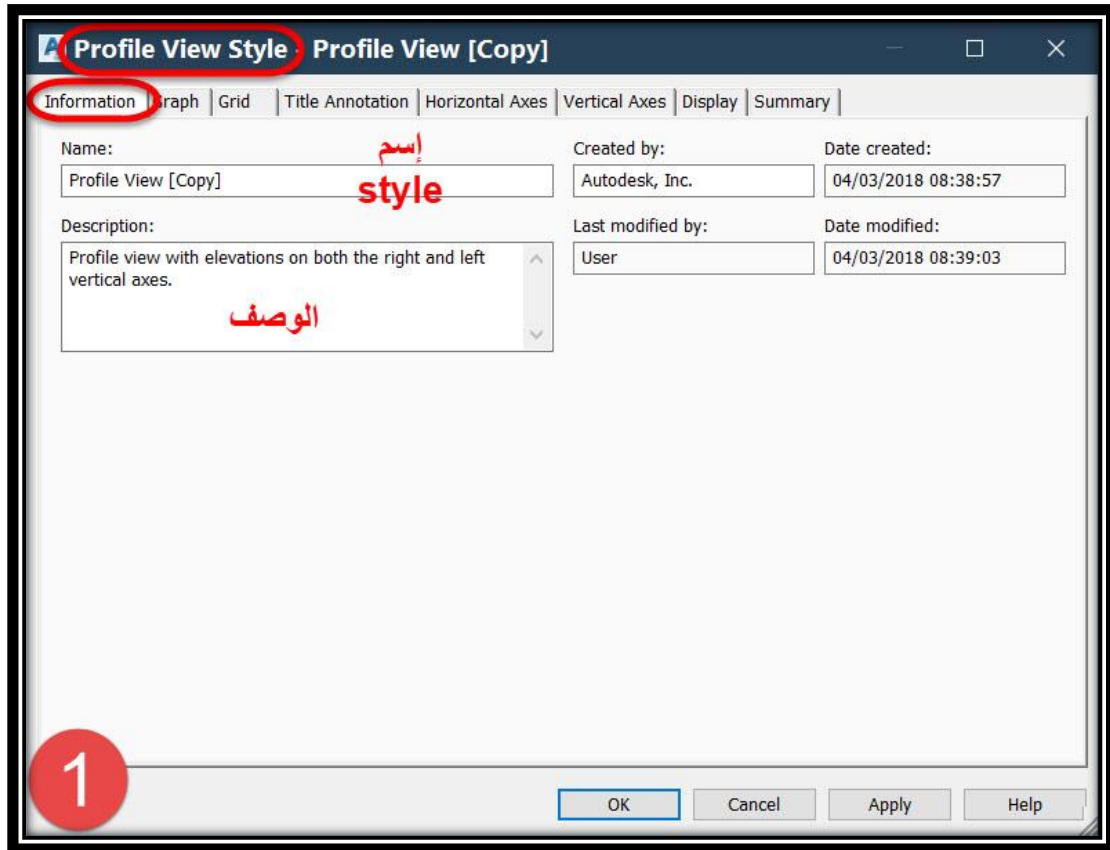 Profile View Style - Profile View [Copy]
Information Graph Grid Title Annotation Horizontal Axes Vertical Axes Display Summary
Name: إسم Created by: Date created:
Profile View [Copy] style Autodesk, Inc. 04/03/2018 08:38:57
Description: Last modified by: Date modified:
Profile view with elevations on both the right and left User 04/03/2018 08:39:03
vertical axes.
الوصف
1
OK Cancel Apply Help